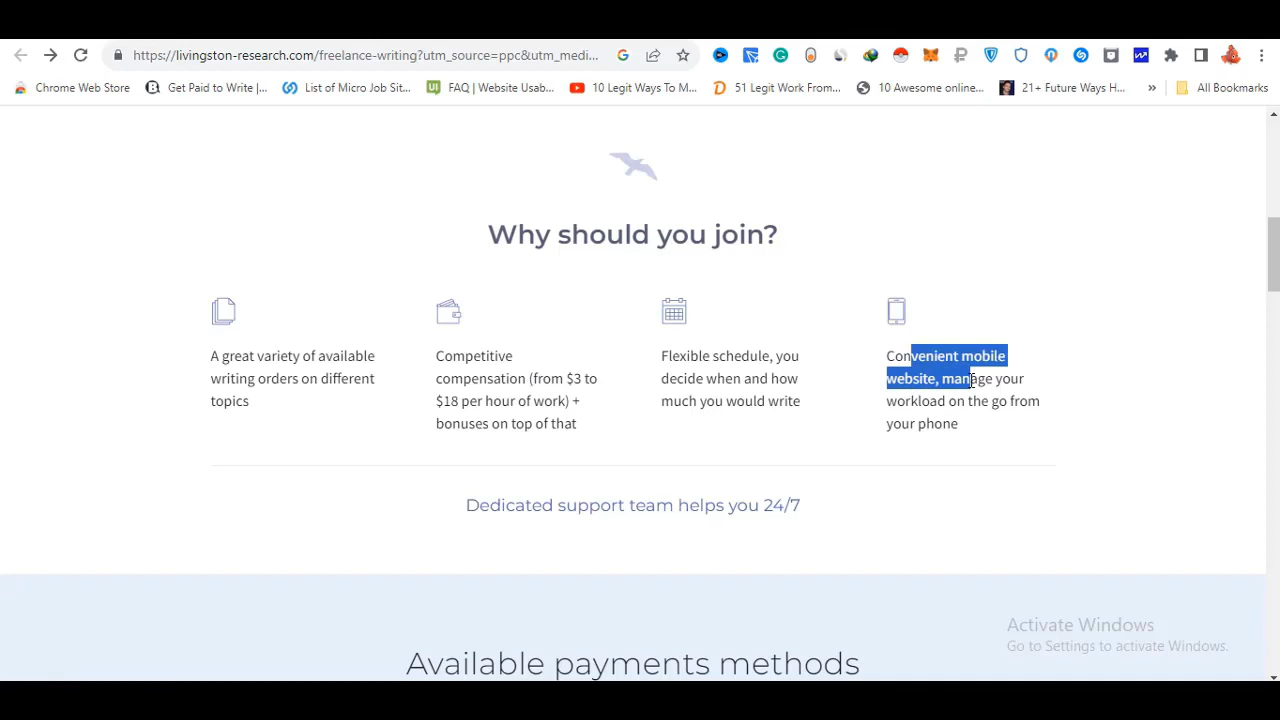 https://livingston-research.com/freelance-writing?utm_source=ppc&utm_medi...
Chrome Web Store
Get Paid to Write |...
List of Micro Job Sit...
FAQ | Website Usab...
10 Legit Ways To M...
51 Legit Work From...
10 Awesome online...
21+ Future Ways H...
»
All Bookmarks
Why should you join?
A great variety of available
writing orders on different
topics
Competitive
compensation (from $3 to
$18 per hour of work) +
bonuses on top of that
Flexible schedule, you
decide when and how
much you would write
Convenient mobile
website, manage your
workload on the go from
your phone
Dedicated support team helps you 24/7
Activate Windows
Go to Settings to activate Windows.
Available payments methods